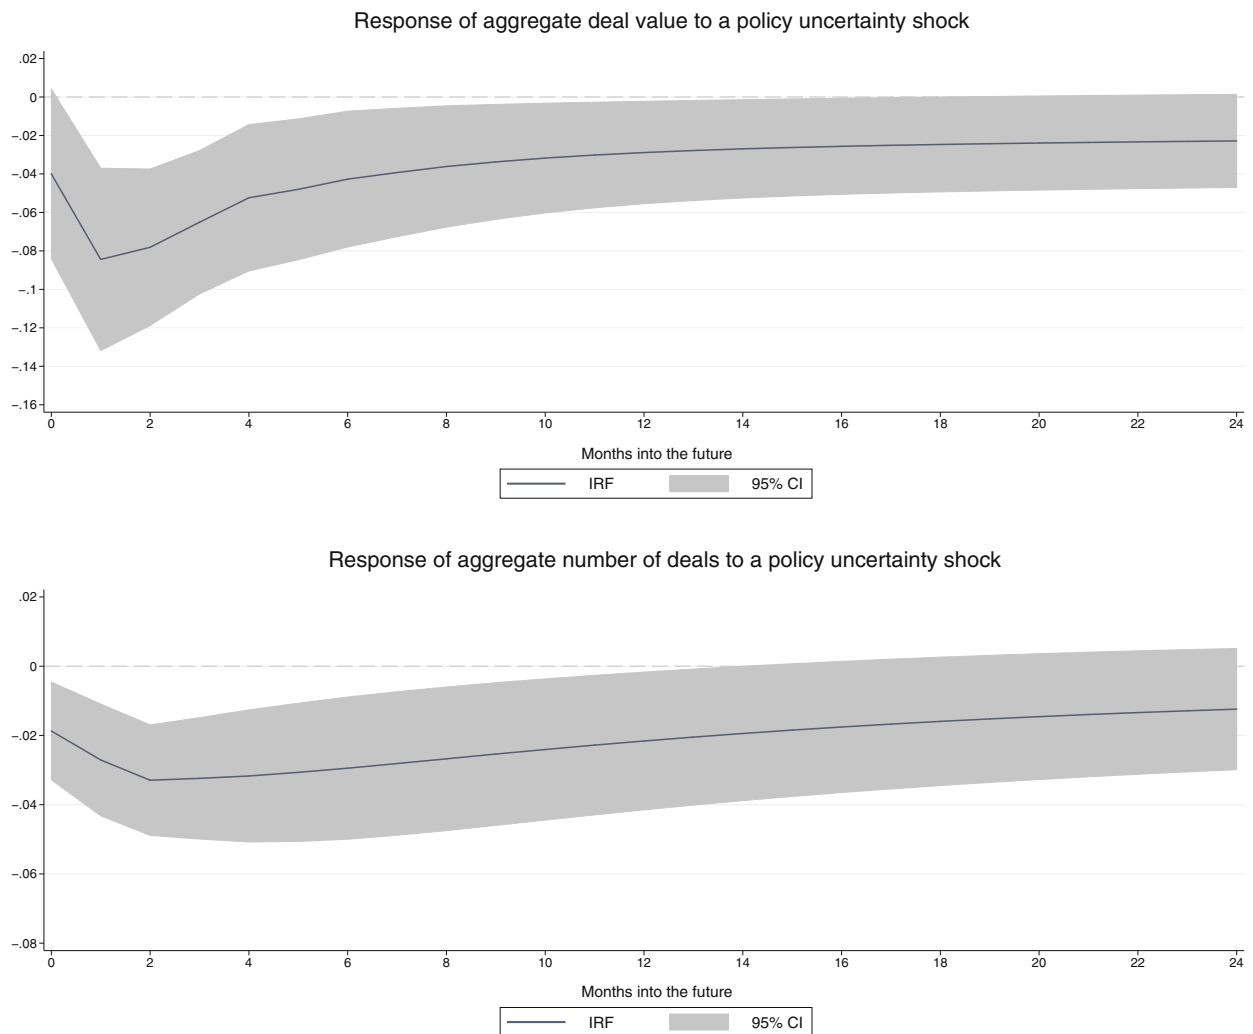 Response of aggregate deal value to a policy uncertainty shock
.02
0
–.02
–.04
–.06
–.08
–.1
–.12
–.14
–.16
0 2 4 6 8 10 12 14 16 18 20 22 24
Months into the future
IRF 95% CI
Response of aggregate number of deals to a policy uncertainty shock
.02
0
–.02
–.04
–.06
–.08
0 2 4 6 8 10 12 14 16 18 20 22 24
Months into the future
IRF 95% CI